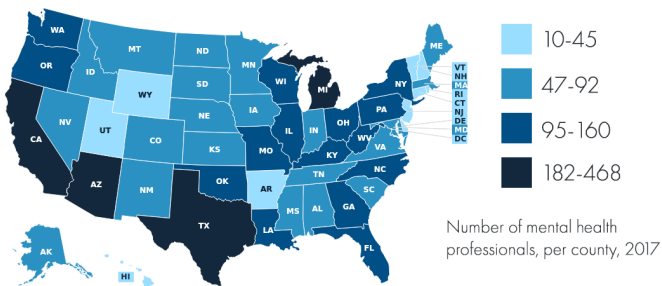 WA
OR
CA
ID
NV
MT
WY
UT
AZ
CO
NM
ND
SD
NE
KS
OK
TX
MN
IA
MO
AR
LA
WI
IL
MI
IN
OH
KY
TN
MS
AL
GA
FL
SC
NC
VA
WV
PA
NY
ME
VT
NH
MA
RI
CT
NJ
DE
MD
DC
AK
HI
10-45
47-92
95-160
182-468
Number of mental health
professionals, per county, 2017